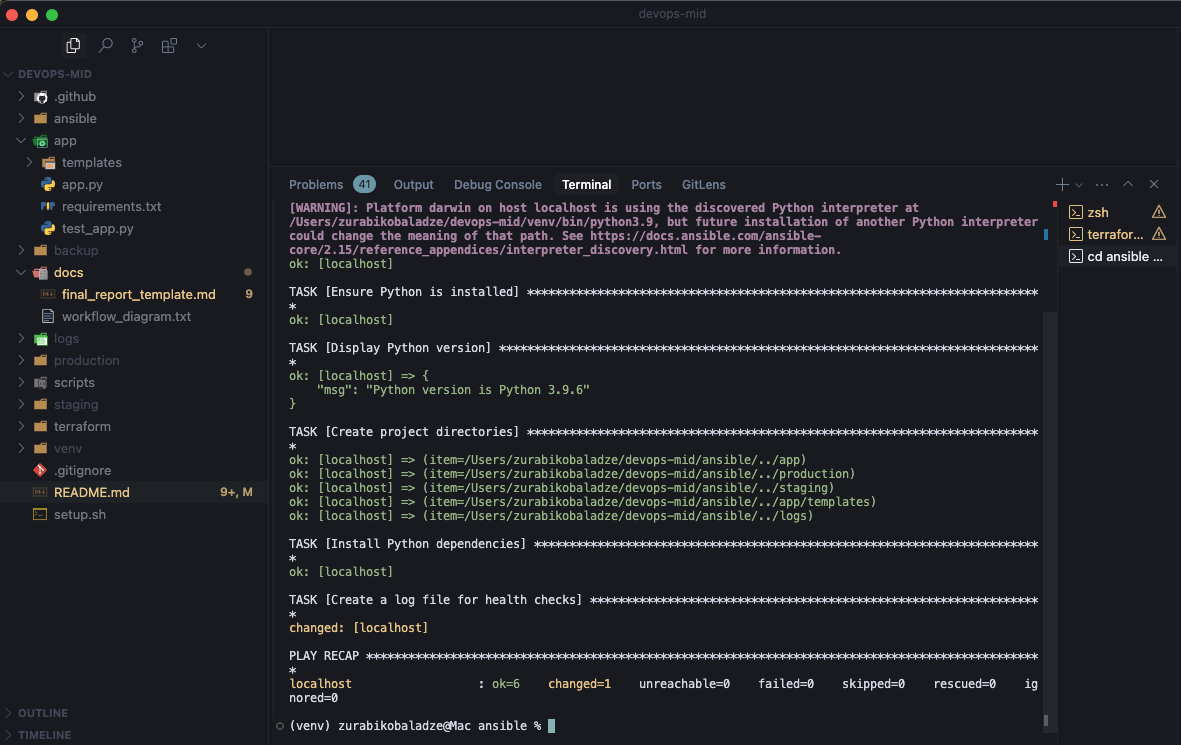 devops-mid
DEVOPS-MID
.github
ansible
app
templates
app.py
requirements.txt
test_app.py
backup
docs
final_report_template.md 9
workflow_diagram.txt
logs
production
scripts
staging
terraform
venv
.gitignore
README.md 9+, M
setup.sh
OUTLINE
TIMELINE
Problems 41 Output Debug Console Terminal Ports GitLens
[WARNING]: Platform darwin on host localhost is using the discovered Python interpreter at
/Users/zurabikobaladze/devops-mid/venv/bin/python3.9, but future installation of another Python interpreter
could change the meaning of that path. See https://docs.ansible.com/ansible-
core/2.15/reference_appendices/interpreter_discovery.html for more information.
ok: [localhost]
TASK [Ensure Python is installed] *************************************************************************
*
ok: [localhost]
TASK [Display Python version] *****************************************************************************
*
ok: [localhost] => {
    "msg": "Python version is Python 3.9.6"
}
TASK [Create project directories] *************************************************************************
*
ok: [localhost] => (item=/Users/zurabikobaladze/devops-mid/ansible/../app)
ok: [localhost] => (item=/Users/zurabikobaladze/devops-mid/ansible/../production)
ok: [localhost] => (item=/Users/zurabikobaladze/devops-mid/ansible/../staging)
ok: [localhost] => (item=/Users/zurabikobaladze/devops-mid/ansible/../app/templates)
ok: [localhost] => (item=/Users/zurabikobaladze/devops-mid/ansible/../logs)
TASK [Install Python dependencies] ************************************************************************
*
ok: [localhost]
TASK [Create a log file for health checks] ****************************************************************
*
changed: [localhost]
PLAY RECAP ************************************************************************************************
*
localhost                  : ok=6    changed=1    unreachable=0    failed=0    skipped=0    rescued=0    ig
nored=0
(venv) zurabikobaladze@Mac ansible %
zsh
terrafor...
cd ansible ...